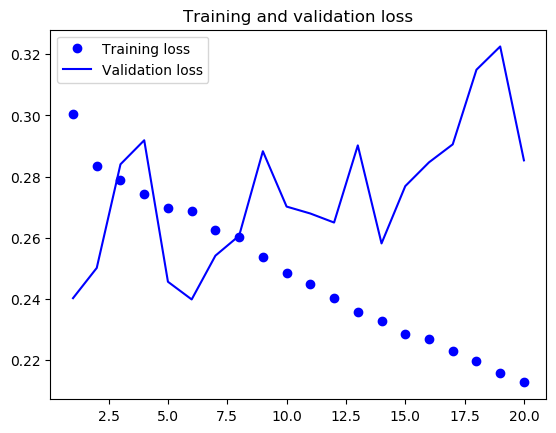 Training and validation loss
Training loss
Validation loss
0.32
0.30
0.28
0.26
0.24
0.22
2.5 5.0 7.5 10.0 12.5 15.0 17.5 20.0